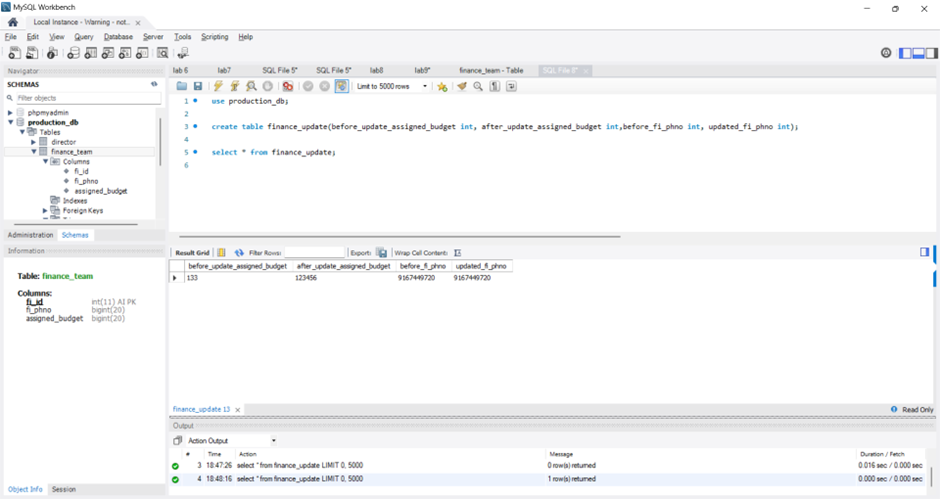 MySQL Workbench
Local Instance - Warning - not...
File Edit View Query Database Server Tools Scripting Help
Navigator
SCHEMAS
Filter objects
phpmyadmin
production_db
Tables
director
finance_team
Columns
fi_id
fi_phno
assigned_budget
Indexes
Foreign Keys
Administration Schemas
Information
Table: finance_team
Columns:
fi_id int(11) AI PK
fi_phno bigint(20)
assigned_budget bigint(20)
Object Info Session
lab 6 lab7 SQL File 5* SQL File 5* lab8 lab9* finance_team - Table SQL File 8*
Limit to 5000 rows
1 use production_db;
2
3 create table finance_update(before_update_assigned_budget int, after_update_assigned_budget int,before_fi_phno int, updated_fi_phno int);
4
5 select * from finance_update;
6
Result Grid Filter Rows: Export: Wrap Cell Content:
before_update_assigned_budget after_update_assigned_budget before_fi_phno updated_fi_phno
133 123456 9167449720 9167449720
finance_update 13 Read Only
Output
Action Output
# Time Action Message Duration / Fetch
3 18:47:26 select * from finance_update LIMIT 0, 5000 0 row(s) returned 0.016 sec / 0.000 sec
4 18:48:16 select * from finance_update LIMIT 0, 5000 1 row(s) returned 0.000 sec / 0.000 sec